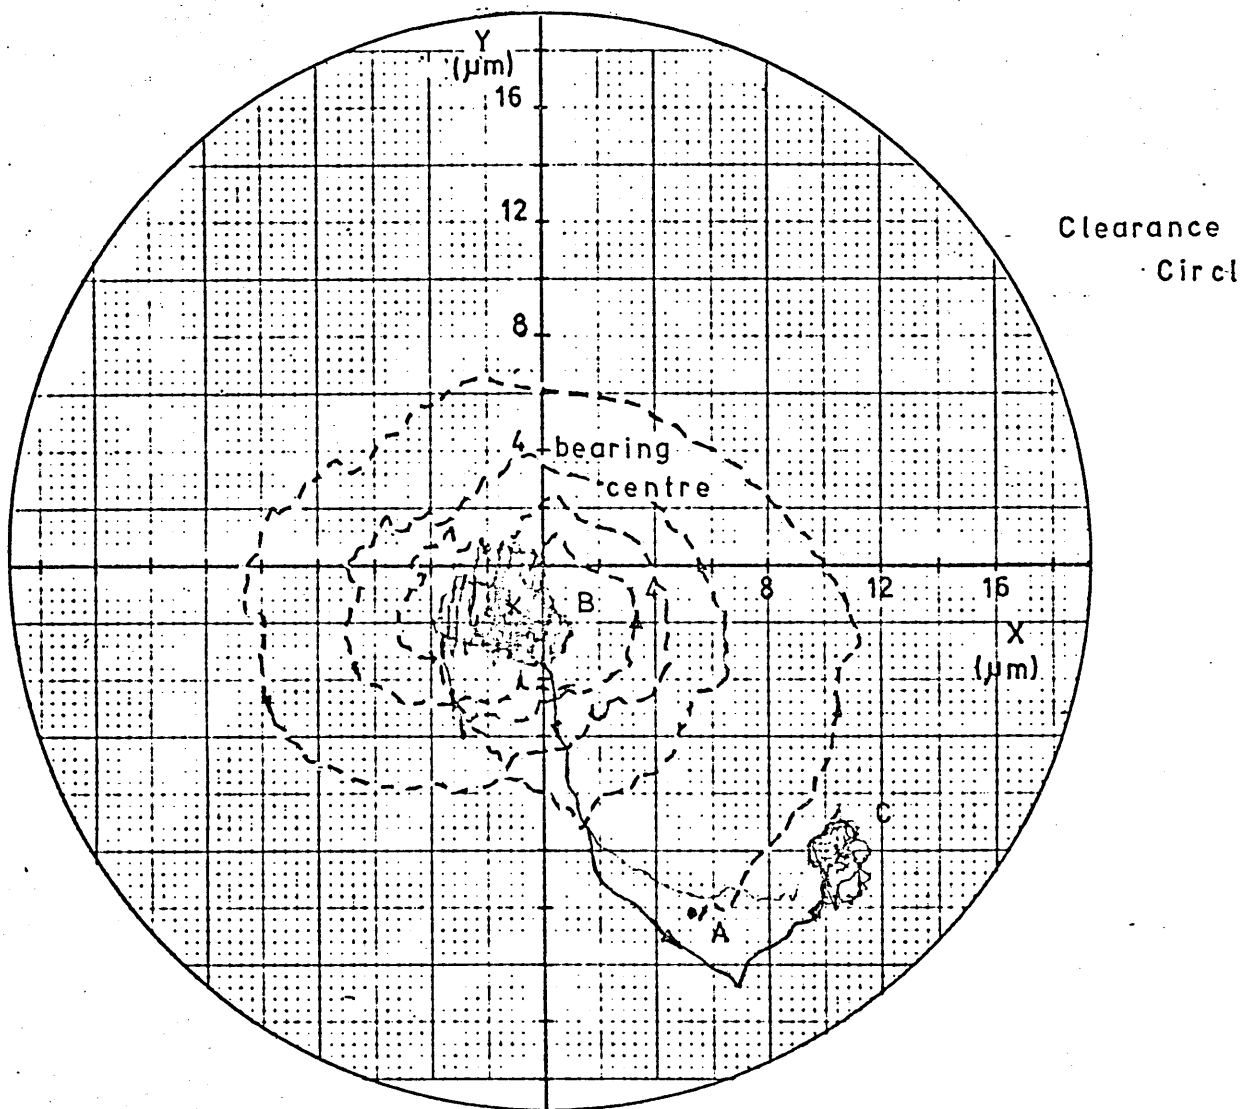 Y
(µm)
16
12
Clearance
Circl
8
4 bearing
centre
8 12 16
B
X
(µm)
C
A